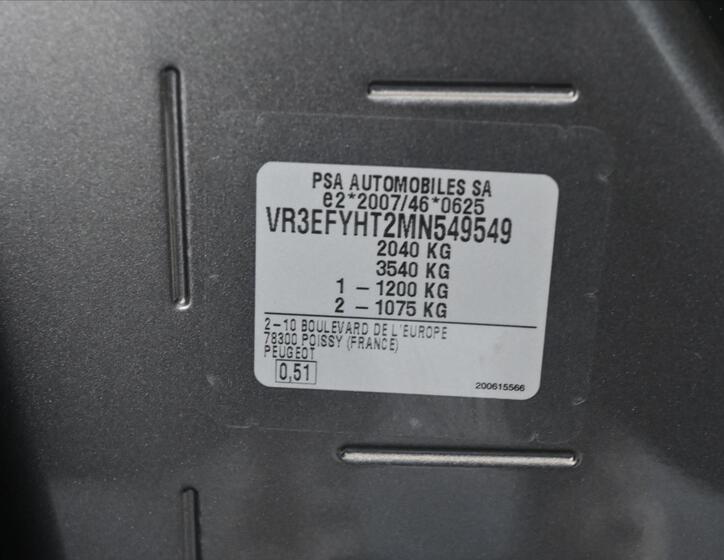 PSA AUTOMOBILES SA
e2*2007/46*0625
VR3EFYHT2MN549549
2040 KG
3540 KG
1 - 1200 KG
2 - 1075 KG
2-10 BOULEVARD DE L'EUROPE
78300 POISSY (FRANCE)
PEUGEOT
0,51
200615566